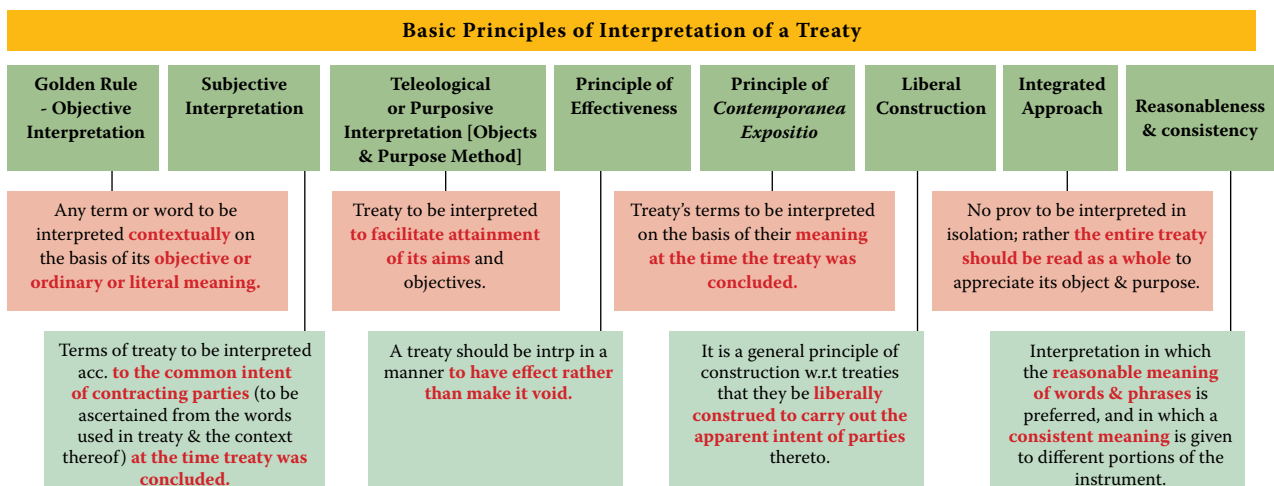 Basic Principles of Interpretation of a Treaty
Golden Rule
- Objective
Interpretation
Subjective
Interpretation
Teleological
or Purposive
Interpretation [Objects
& Purpose Method]
Principle of
Effectiveness
Principle of
Contemporanea
Expositio
Liberal
Construction
Integrated
Approach
Reasonableness
& consistency
Any term or word to be
interpreted contextually on
the basis of its objective or
ordinary or literal meaning.
Treaty to be interpreted
to facilitate attainment
of its aims and
objectives.
Treaty's terms to be interpreted
on the basis of their meaning
at the time the treaty was
concluded.
No prov to be interpreted in
isolation; rather the entire treaty
should be read as a whole to
appreciate its object & purpose.
Terms of treaty to be interpreted
acc. to the common intent
of contracting parties (to be
ascertained from the words
used in treaty & the context
thereof) at the time treaty was
concluded.
A treaty should be intrp in a
manner to have effect rather
than make it void.
It is a general principle of
construction w.r.t treaties
that they be liberally
construed to carry out the
apparent intent of parties
thereto.
Interpretation in which
the reasonable meaning
of words & phrases is
preferred, and in which a
consistent meaning is given
to different portions of the
instrument.